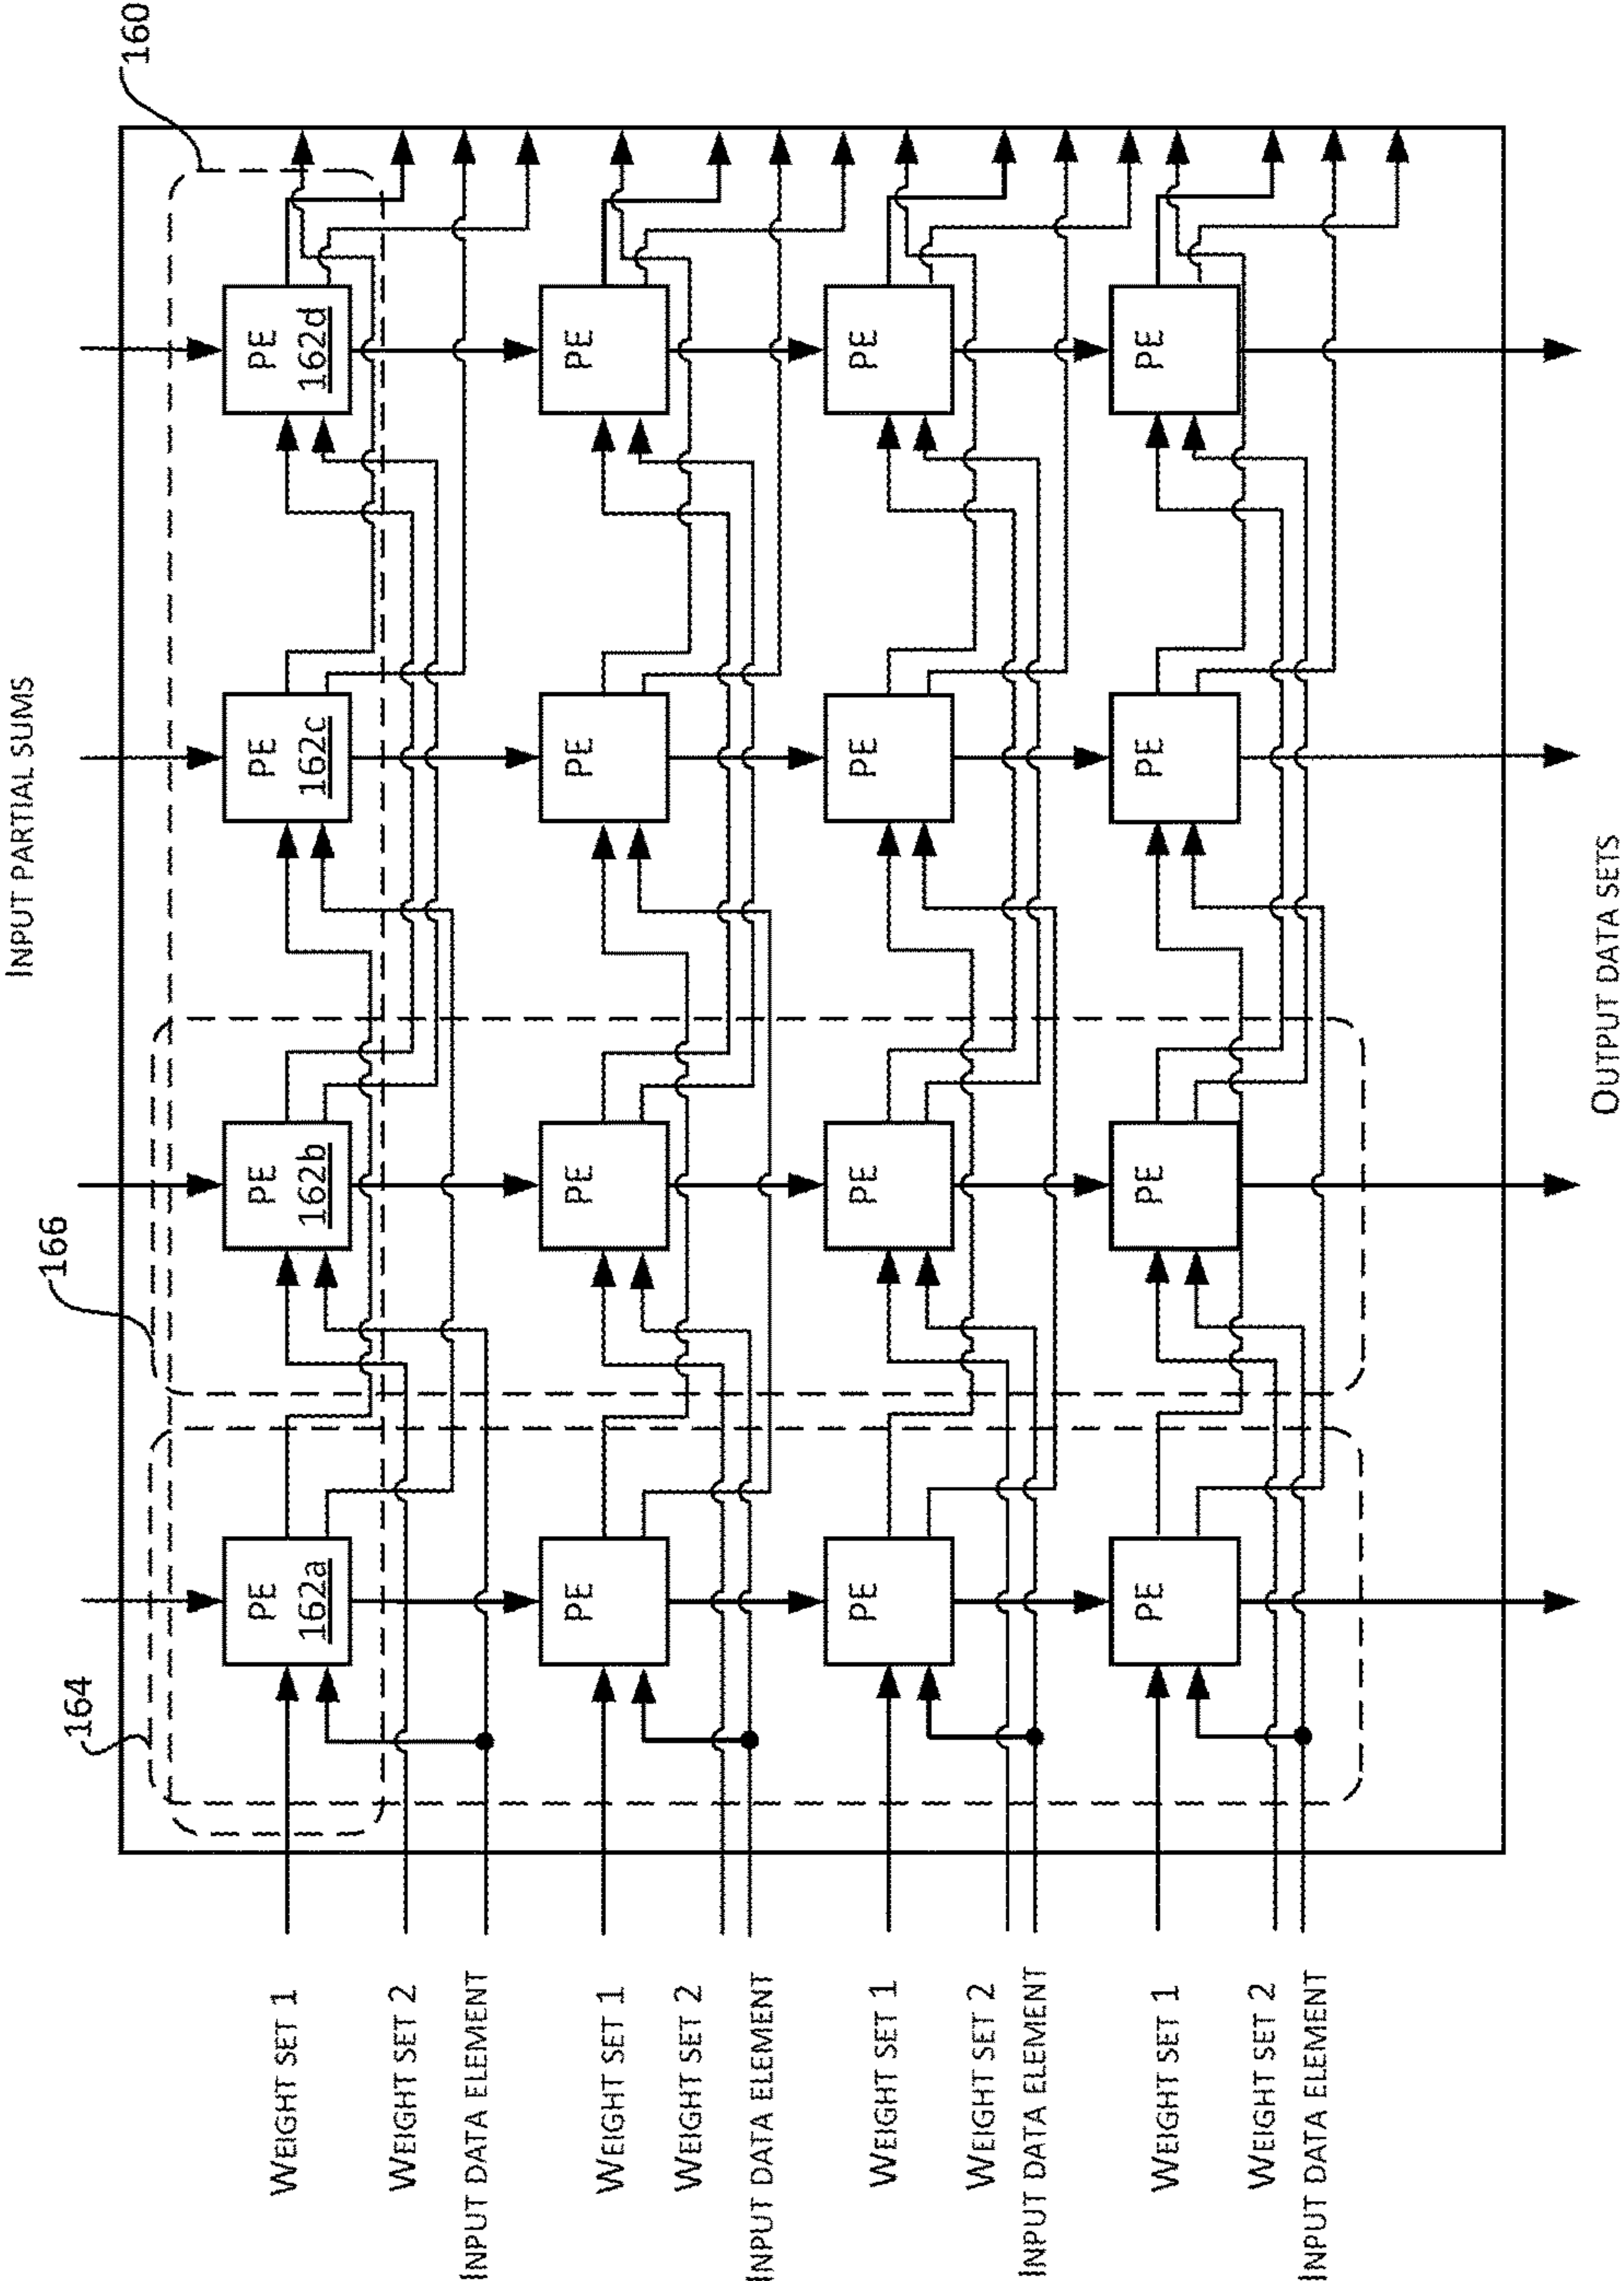 INPUT PARTIAL SUMS
164
166
160
WEIGHT SET 1
PE
162a
PE
162b
PE
162c
PE
162d
WEIGHT SET 2
INPUT DATA ELEMENT
WEIGHT SET 1
PE
PE
PE
PE
WEIGHT SET 2
INPUT DATA ELEMENT
WEIGHT SET 1
PE
PE
PE
PE
WEIGHT SET 2
INPUT DATA ELEMENT
WEIGHT SET 1
PE
PE
PE
PE
WEIGHT SET 2
INPUT DATA ELEMENT
OUTPUT DATA SETS